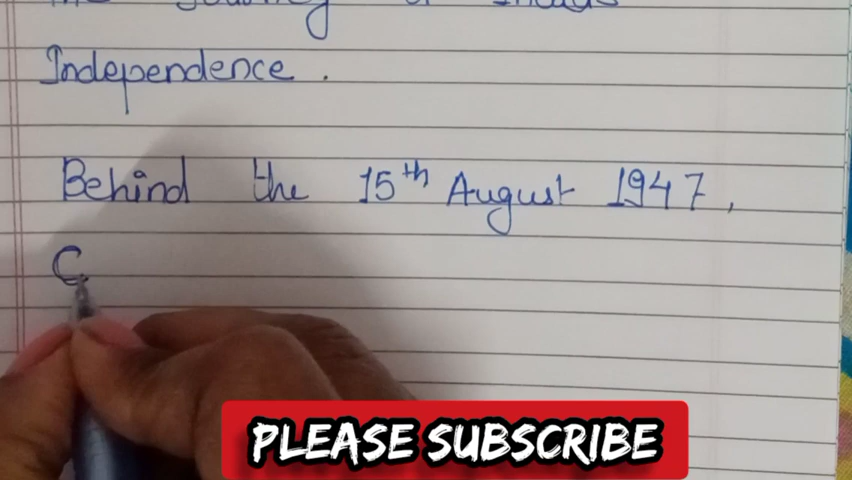 Independence .
Behind the 15th August 1947,
C
PLEASE SUBSCRIBE